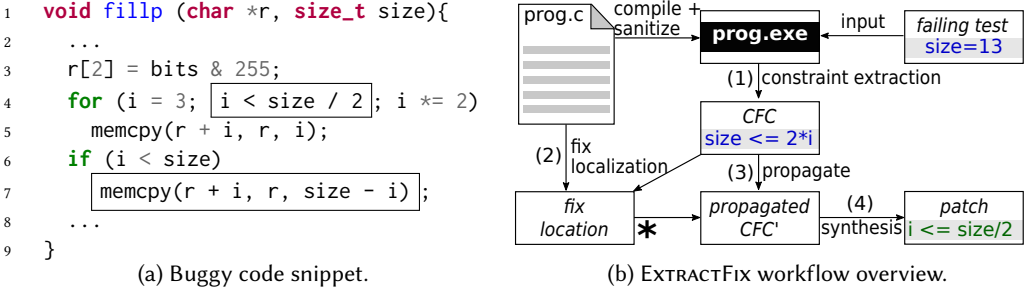 1 void fillp (char *r, size_t size){
2 ...
3 r[2] = bits & 255;
4 for (i = 3; i < size / 2 ; i *= 2)
5 memcpy(r + i, r, i);
6 if (i < size)
7 memcpy(r + i, r, size - i) ;
8 ...
9 }
(a) Buggy code snippet.
prog.c
compile +
sanitize
prog.exe
input
failing test
size=13
(1) constraint extraction
CFC
size <= 2*i
(2) fix
localization
(3) propagate
fix
location
*
propagated
CFC'
(4)
synthesis
patch
i <= size/2
(b) EXTRACTFIX workflow overview.